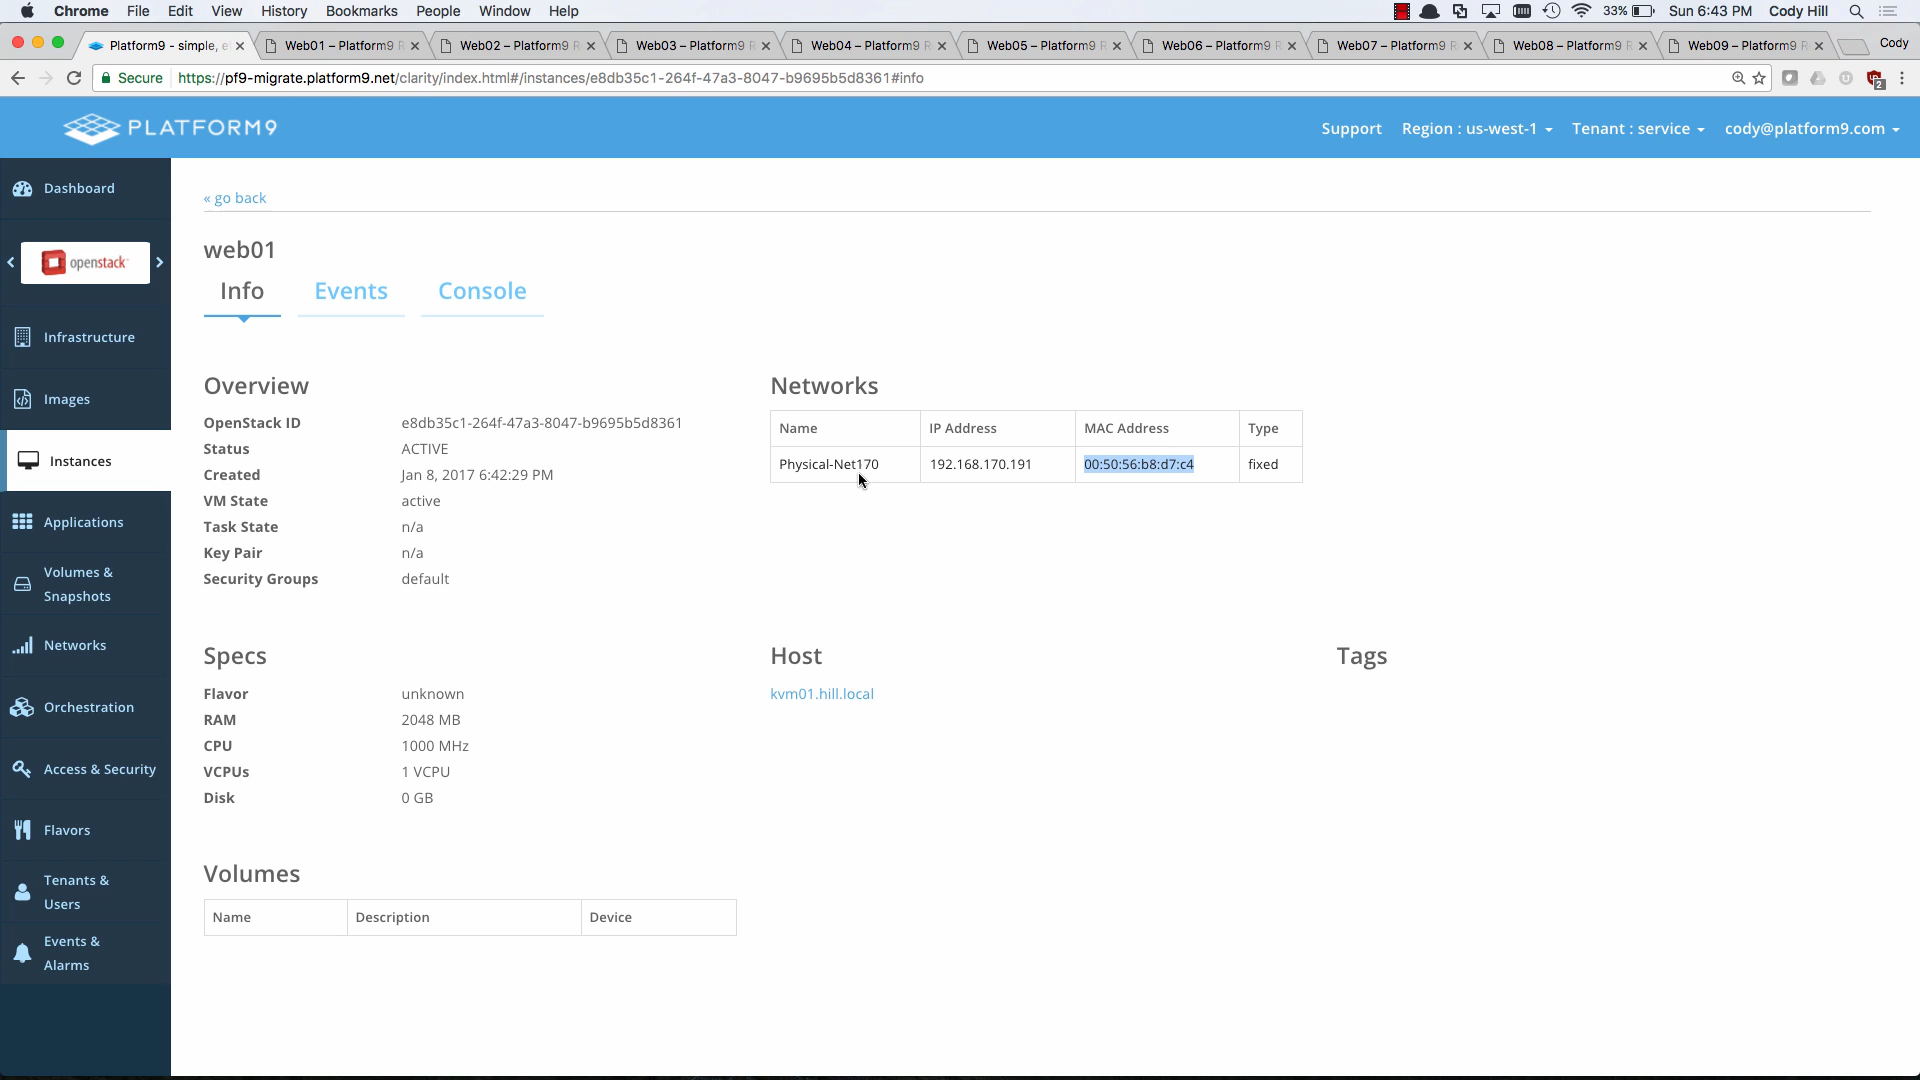 Chrome File Edit View History Bookmarks People Window Help 33% Sun 6:43 PM Cody Hill
Platform9 - simple, e Web01 – Platform9 R Web02 – Platform9 R Web03 – Platform9 R Web04 – Platform9 R Web05 – Platform9 R Web06 – Platform9 R Web07 – Platform9 R Web08 – Platform9 R Web09 – Platform9 R Cody
Secure https://pf9-migrate.platform9.net/clarity/index.html#/instances/e8db35c1-264f-47a3-8047-b9695b5d8361#info 2
PLATFORM9 Support Region : us-west-1 Tenant : service cody@platform9.com
Dashboard
openstack
Infrastructure
Images
Instances
Applications
Volumes &
Snapshots
Networks
Orchestration
Access & Security
Flavors
Tenants &
Users
Events &
Alarms
« go back
web01
Info Events Console
Overview
OpenStack ID e8db35c1-264f-47a3-8047-b9695b5d8361
Status ACTIVE
Created Jan 8, 2017 6:42:29 PM
VM State active
Task State n/a
Key Pair n/a
Security Groups default
Networks
Name IP Address MAC Address Type
Physical-Net170 192.168.170.191 00:50:56:b8:d7:c4 fixed
Specs
Flavor unknown
RAM 2048 MB
CPU 1000 MHz
VCPUs 1 VCPU
Disk 0 GB
Host
kvm01.hill.local
Tags
Volumes
Name Description Device